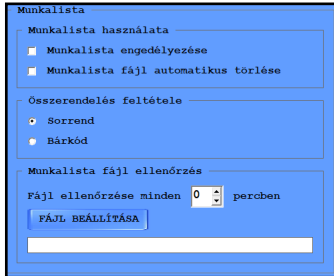 Munkalista
Munkalista használata
Munkalista engedélyezése
Munkalista fájl automatikus törlése
Összerendelés feltétele
Sorrend
Bárkód
Munkalista fájl ellenőrzés
Fájl ellenőrzése minden 0 percben
FÁJL BEÁLLÍTÁSA